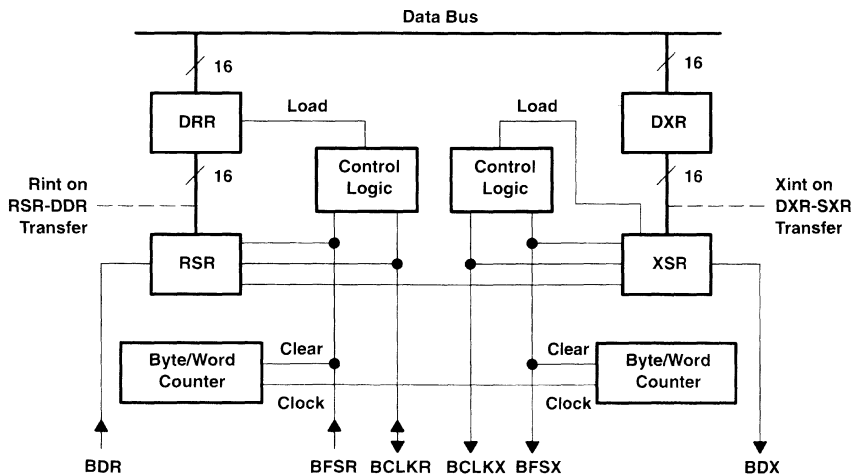 Data Bus
16
16
DRR
Load
Load
DXR
16
Control
Logic
Control
Logic
16
Rint on
RSR-DDR
Transfer
Xint on
DXR-SXR
Transfer
RSR
XSR
Byte/Word
Counter
Clear
Clock
Clear
Clock
Byte/Word
Counter
BDR
BFSR
BCLKR
BCLKX
BFSX
BDX